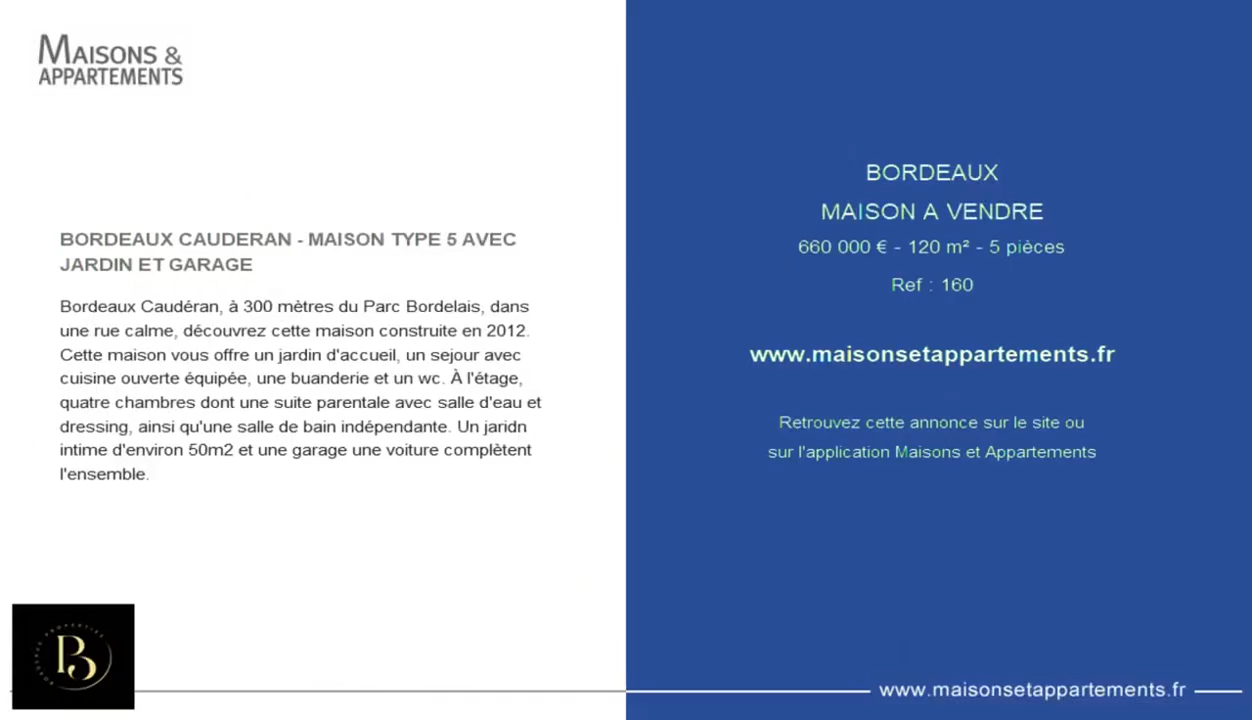 MAISONS &
APPARTEMENTS
BORDEAUX CAUDERAN - MAISON TYPE 5 AVEC
JARDIN ET GARAGE
Bordeaux Caudéran, à 300 mètres du Parc Bordelais, dans
une rue calme, découvrez cette maison construite en 2012.
Cette maison vous offre un jardin d'accueil, un sejour avec
cuisine ouverte équipée, une buanderie et un wc. À l'étage,
quatre chambres dont une suite parentale avec salle d'eau et
dressing, ainsi qu'une salle de bain indépendante. Un jaridn
intime d'environ 50m2 et une garage une voiture complètent
l'ensemble.
BORDEAUX
MAISON A VENDRE
660 000 € - 120 m² - 5 pièces
Ref : 160
www.maisonsetappartements.fr
Retrouvez cette annonce sur le site ou
sur l'application Maisons et Appartements
www.maisonsetappartements.fr